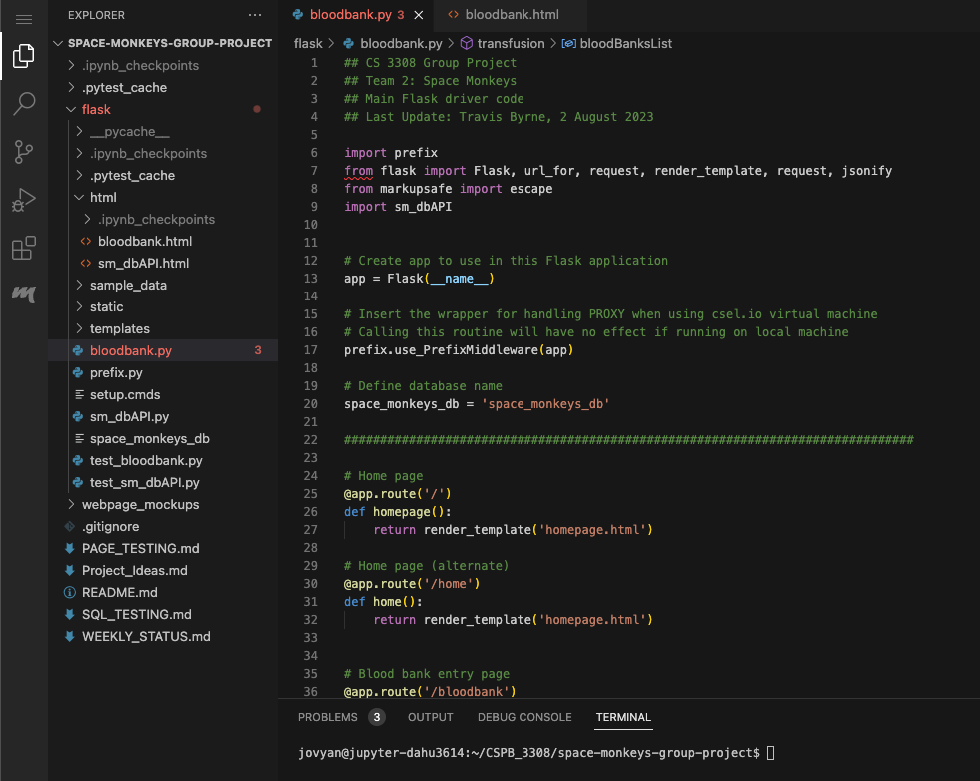 EXPLORER ···
SPACE-MONKEYS-GROUP-PROJECT
.ipynb_checkpoints
.pytest_cache
flask
__pycache__
.ipynb_checkpoints
.pytest_cache
html
.ipynb_checkpoints
<> bloodbank.html
<> sm_dbAPI.html
sample_data
static
templates
bloodbank.py 3
prefix.py
setup.cmds
sm_dbAPI.py
space_monkeys_db
test_bloodbank.py
test_sm_dbAPI.py
webpage_mockups
.gitignore
PAGE_TESTING.md
Project_Ideas.md
README.md
SQL_TESTING.md
WEEKLY_STATUS.md
bloodbank.py 3 × <> bloodbank.html
flask > bloodbank.py > transfusion > bloodBanksList
1 ## CS 3308 Group Project
2 ## Team 2: Space Monkeys
3 ## Main Flask driver code
4 ## Last Update: Travis Byrne, 2 August 2023
5
6 import prefix
7 from flask import Flask, url_for, request, render_template, request, jsonify
8 from markupsafe import escape
9 import sm_dbAPI
10
11
12 # Create app to use in this Flask application
13 app = Flask(__name__)
14
15 # Insert the wrapper for handling PROXY when using csel.io virtual machine
16 # Calling this routine will have no effect if running on local machine
17 prefix.use_PrefixMiddleware(app)
18
19 # Define database name
20 space_monkeys_db = 'space_monkeys_db'
21
22 ###############################################################################
23
24 # Home page
25 @app.route('/')
26 def homepage():
27     return render_template('homepage.html')
28
29 # Home page (alternate)
30 @app.route('/home')
31 def home():
32     return render_template('homepage.html')
33
34
35 # Blood bank entry page
36 @app.route('/bloodbank')
PROBLEMS 3 OUTPUT DEBUG CONSOLE TERMINAL
jovyan@jupyter-dahu3614:~/CSPB_3308/space-monkeys-group-project$